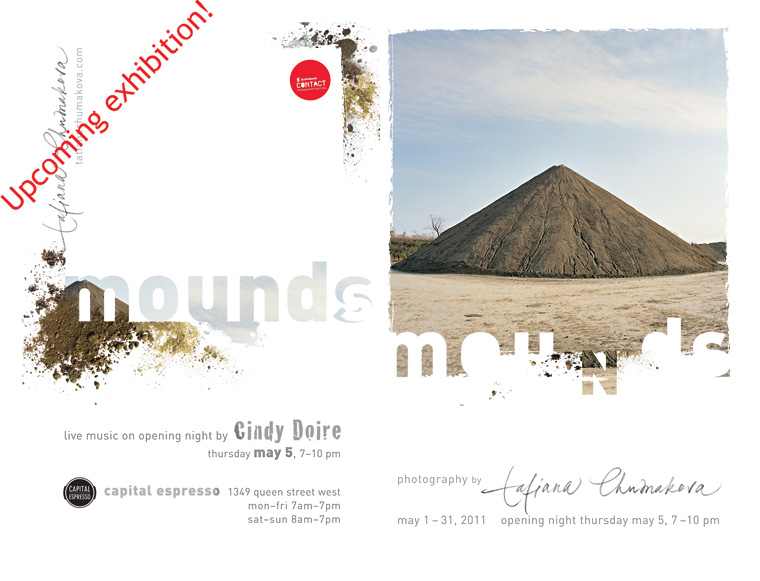 Upcoming exhibition!
tatiana chumakova
CONTACT
mounds
live music on opening night by Cindy Doire
thursday may 5, 7–10 pm
CAPITAL
ESPRESSO
capital espresso 1349 queen street west
mon–fri 7am–7pm
sat–sun 8am–7pm
mounds
photography by tatiana Chumakova
may 1 – 31, 2011 opening night thursday may 5, 7 –10 pm